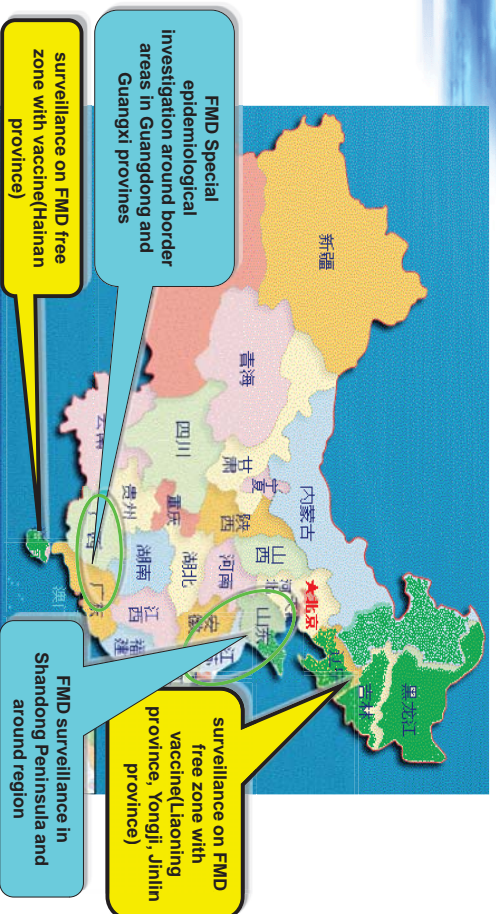 黑龙江
吉林
内蒙古
新疆
★北京
山西
宁夏
山东
青海
甘肃
陕西
河南
四川
重庆
湖北
贵州
湖南
江西
云南
广东
surveillance on FMD
free zone with
vaccine(Liaoning
province, Yongji, Jinlin
province)
FMD surveillance in
Shandong Peninsula and
around region
FMD Special
epidemiological
investigation around border
areas in Guangdong and
Guangxi provines
surveillance on FMD free
zone with vaccine(Hainan
province)